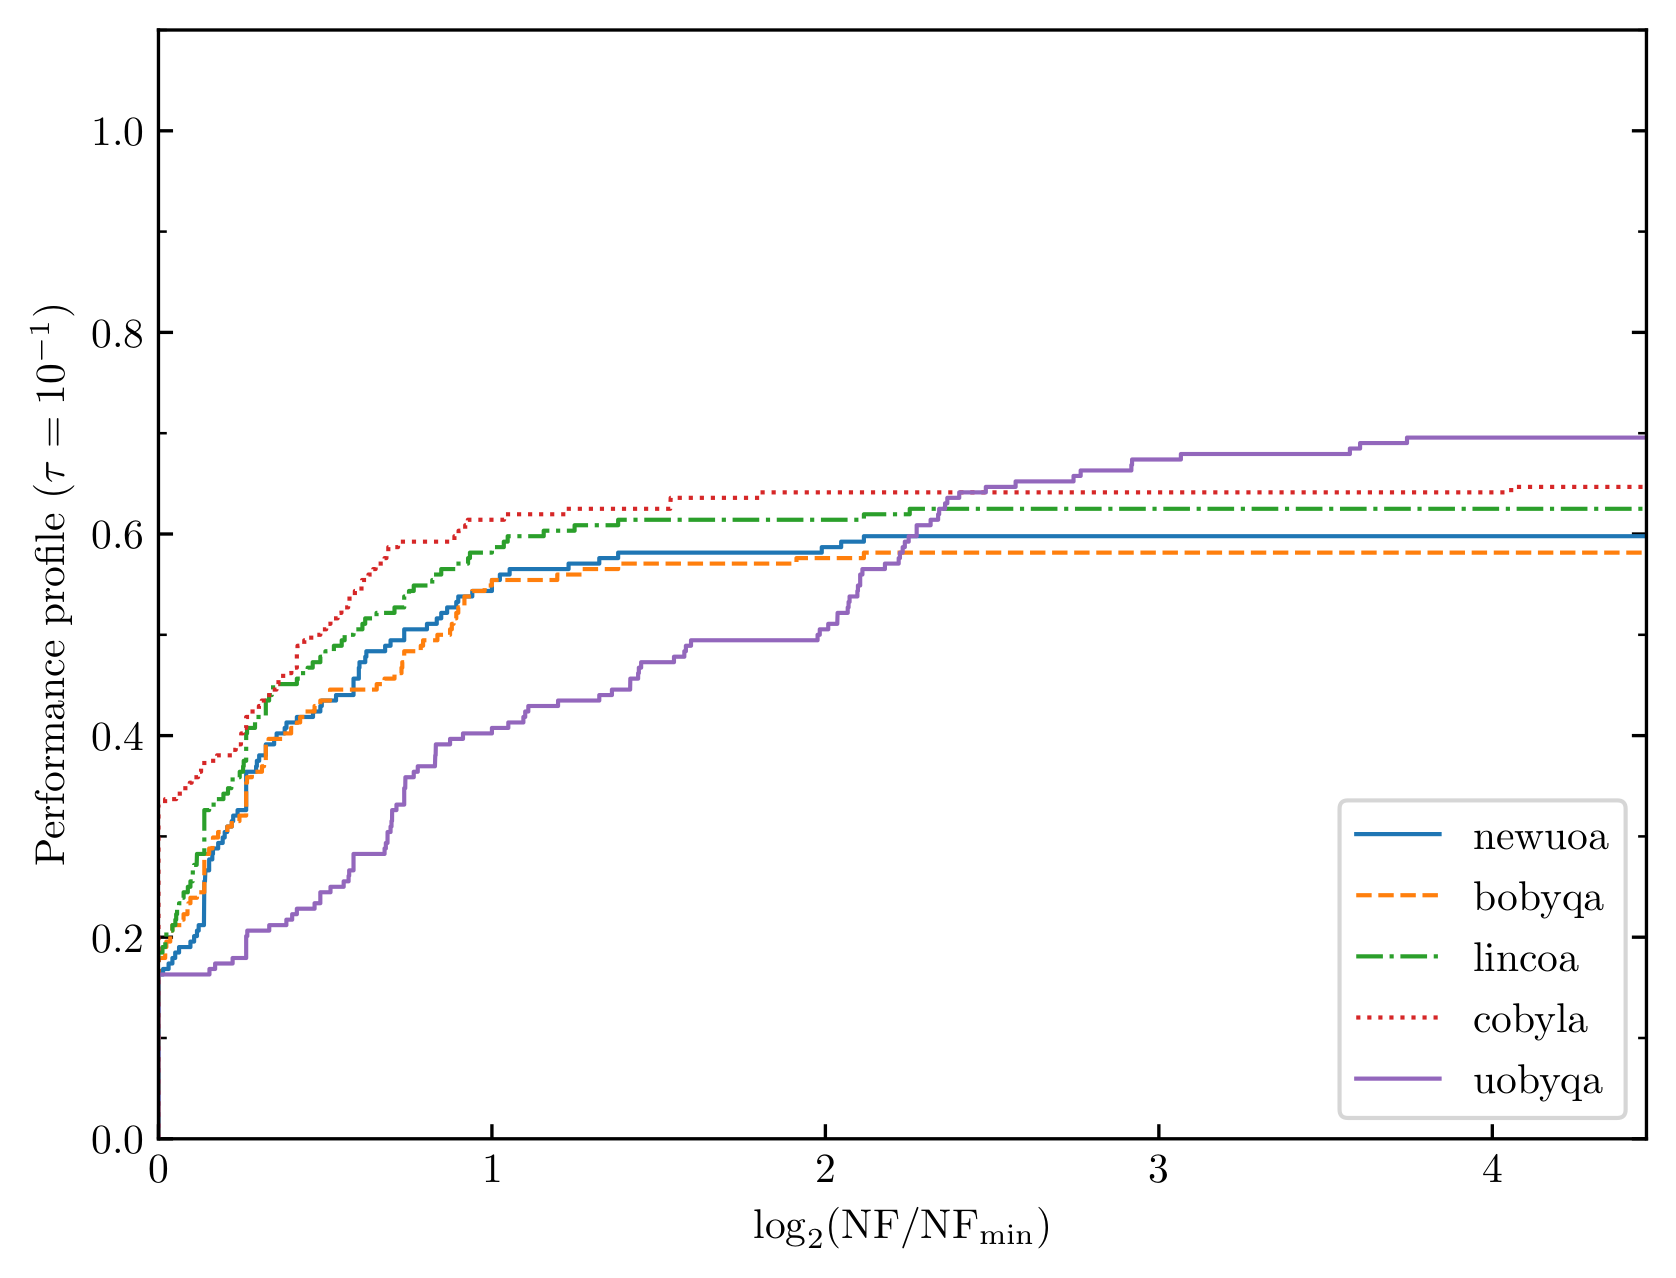 Performance profile (τ = 10⁻¹)
1.0
0.8
0.6
0.4
0.2
0.0
0 1 2 3 4
log₂(NF/NFₘᵢₙ)
newuoa
bobyqa
lincoa
cobyla
uobyqa